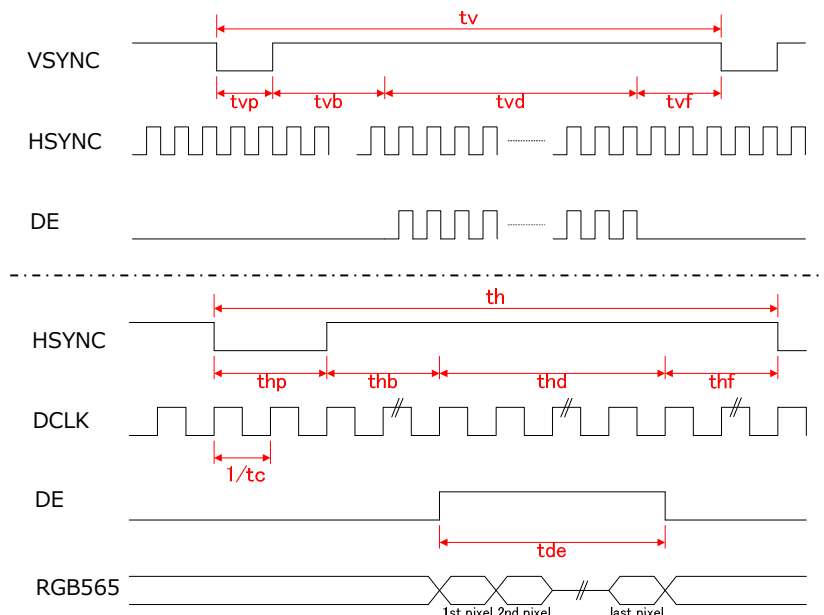 tv
VSYNC
tvp tvb tvd tvf
HSYNC
DE
th
HSYNC
thp thb thd thf
DCLK
1/tc
DE
tde
RGB565
1st pixel 2nd pixel last pixel